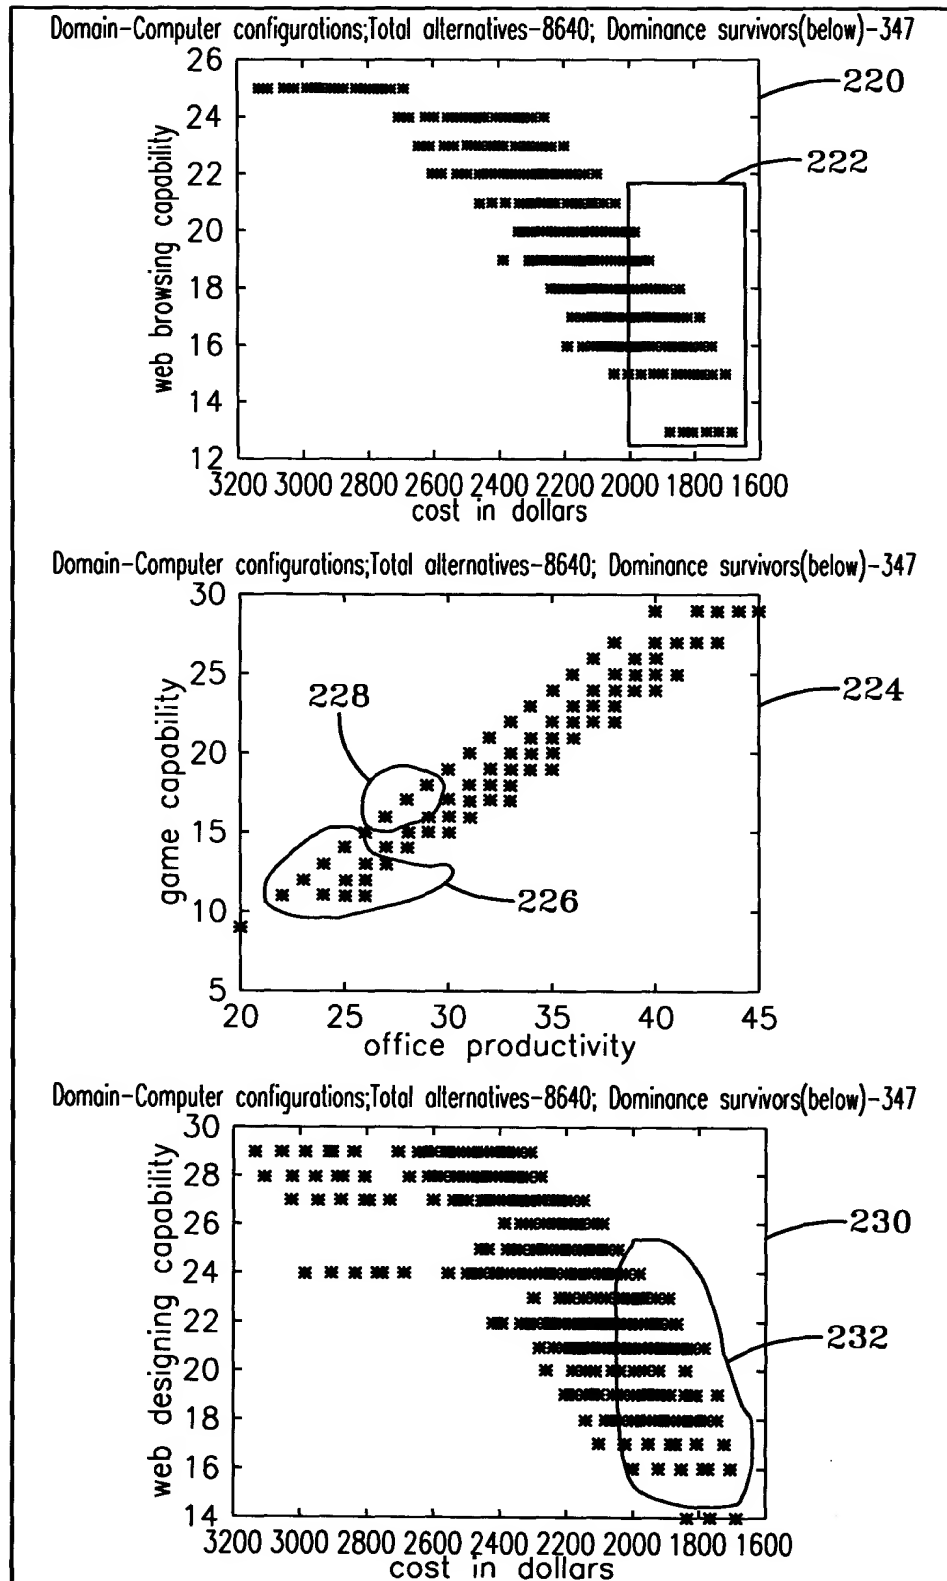 Domain-Computer configurations;Total alternatives-8640; Dominance survivors(below)-347
26
24
22
20
18
16
14
12
web browsing capability
220
222
3200 3000 2800 2600 2400 2200 2000 1800 1600
cost in dollars
Domain-Computer configurations;Total alternatives-8640; Dominance survivors(below)-347
30
25
20
15
10
5
game capability
228
224
226
20 25 30 35 40 45
office productivity
Domain-Computer configurations;Total alternatives-8640; Dominance survivors(below)-347
30
28
26
24
22
20
18
16
14
web designing capability
230
232
3200 3000 2800 2600 2400 2200 2000 1800 1600
cost in dollars